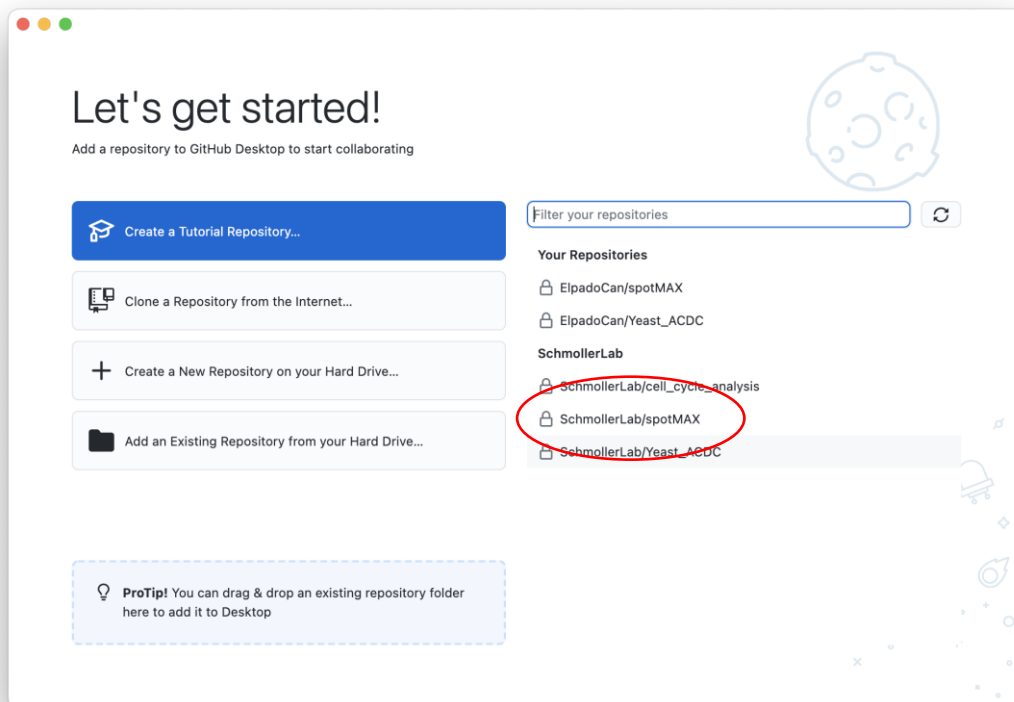 Let's get started!
Add a repository to GitHub Desktop to start collaborating
Create a Tutorial Repository...
Clone a Repository from the Internet...
Create a New Repository on your Hard Drive...
Add an Existing Repository from your Hard Drive...
ProTip! You can drag & drop an existing repository folder
here to add it to Desktop
Filter your repositories
Your Repositories
ElpadoCan/spotMAX
ElpadoCan/Yeast_ACDC
SchmollerLab
SchmollerLab/cell_cycle_analysis
SchmollerLab/spotMAX
SchmollerLab/Yeast_ACDC